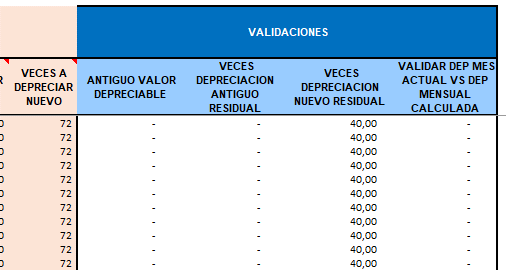 VALIDACIONES
R
VECES A
DEPRECIAR
NUEVO
ANTIGUO VALOR
DEPRECIABLE
VECES
DEPRECIACION
ANTIGUO
RESIDUAL
VECES
DEPRECIACION
NUEVO RESIDUAL
VALIDAR DEP MES
ACTUAL VS DEP
MENSUAL
CALCULADA
0 72 - - 40,00 -
0 72 - - 40,00 -
0 72 - - 40,00 -
0 72 - - 40,00 -
0 72 - - 40,00 -
0 72 - - 40,00 -
0 72 - - 40,00 -
0 72 - - 40,00 -
0 72 - - 40,00 -
0 72 - - 40,00 -
0 72 - - 40,00 -